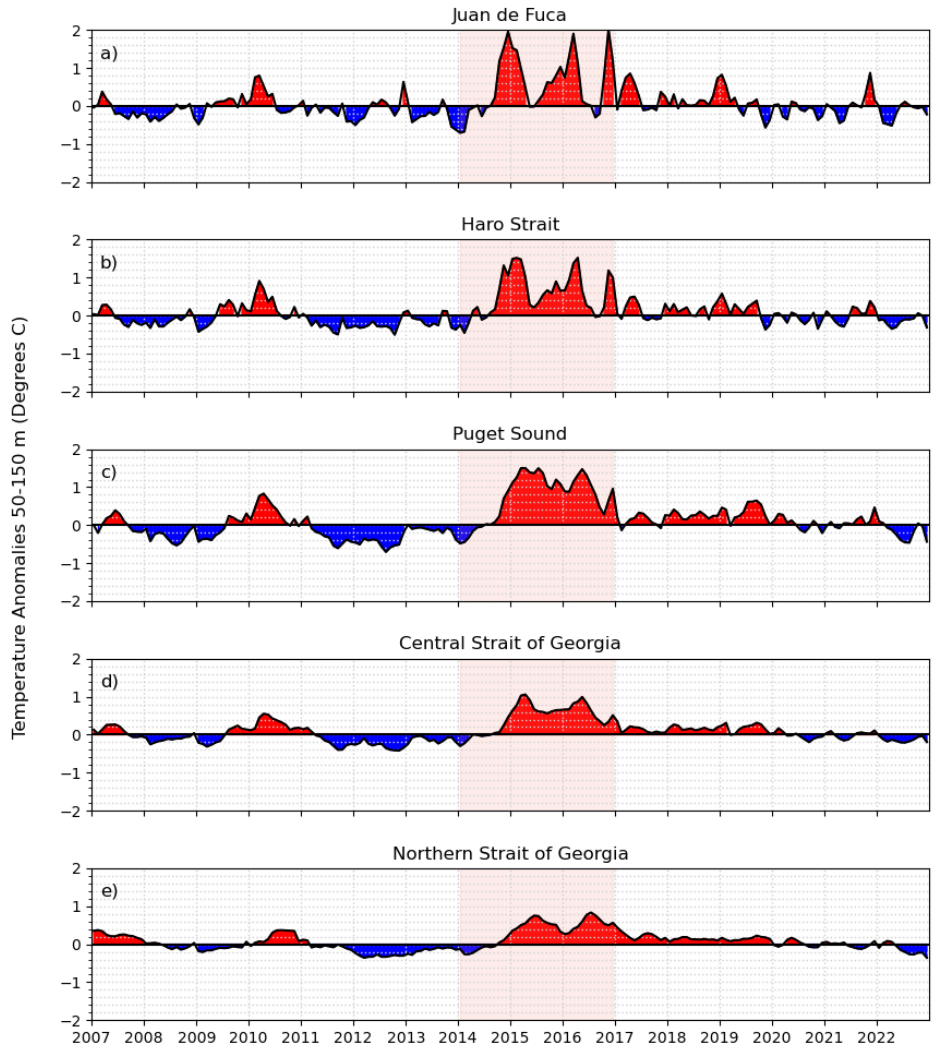 Juan de Fuca
a)
2
1
0
−1
−2
Haro Strait
b)
2
1
0
−1
−2
Temperature Anomalies 50-150 m (Degrees C)
Puget Sound
c)
2
1
0
−1
−2
Central Strait of Georgia
d)
2
1
0
−1
−2
Northern Strait of Georgia
e)
2
1
0
−1
−2
2007 2008 2009 2010 2011 2012 2013 2014 2015 2016 2017 2018 2019 2020 2021 2022